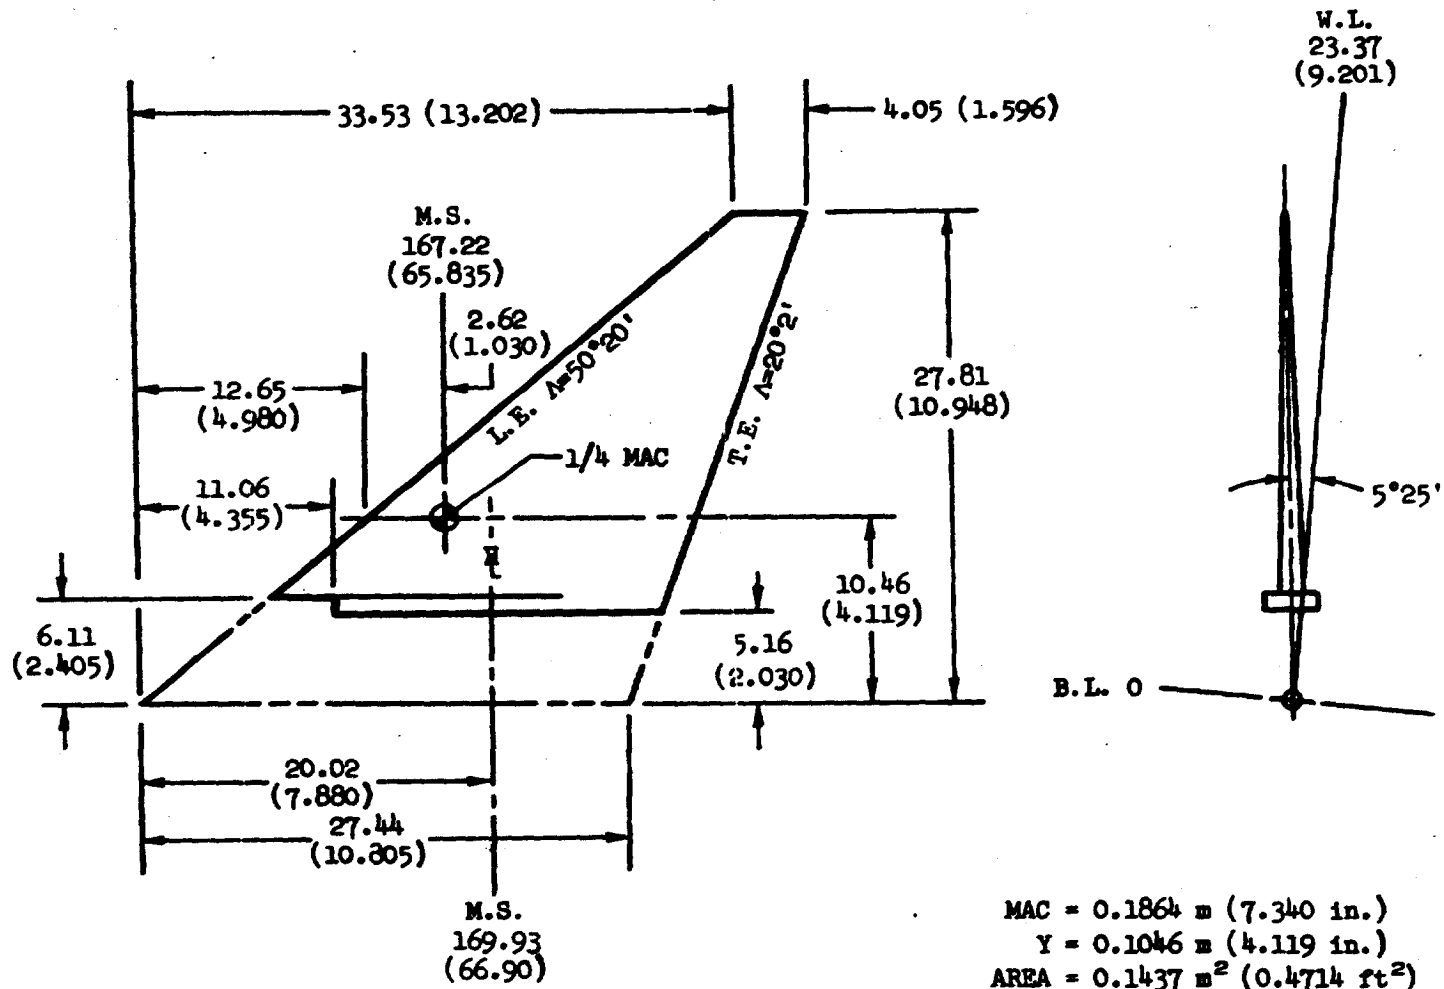 W.L.
23.37
(9.201)
33.53 (13.202)
4.05 (1.596)
M.S.
167.22
(65.835)
2.62
(1.030)
L.E. Λ=50°20'
T.E. Λ=20°2'
12.65
(4.980)
27.81
(10.948)
1/4 MAC
11.06
(4.355)
5°25'
10.46
(4.119)
6.11
(2.405)
5.16
(2.030)
B.L. 0
20.02
(7.880)
27.44
(10.805)
M.S.
169.93
(66.90)
MAC = 0.1864 m (7.340 in.)
Y = 0.1046 m (4.119 in.)
AREA = 0.1437 m² (0.4714 ft²)